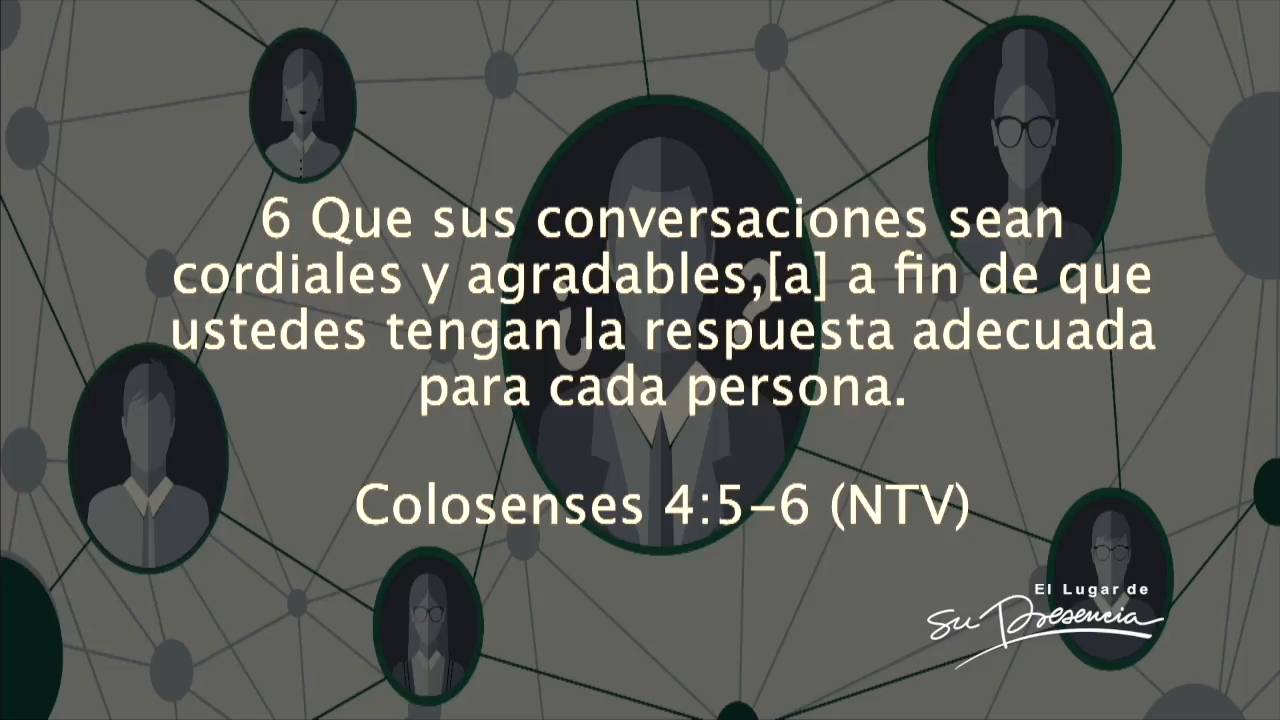 6 Que sus conversaciones sean
cordiales y agradables,[a] a fin de que
ustedes tengan la respuesta adecuada
para cada persona.
Colosenses 4:5-6 (NTV)
¿ ?
El Lugar de
Su Presencia